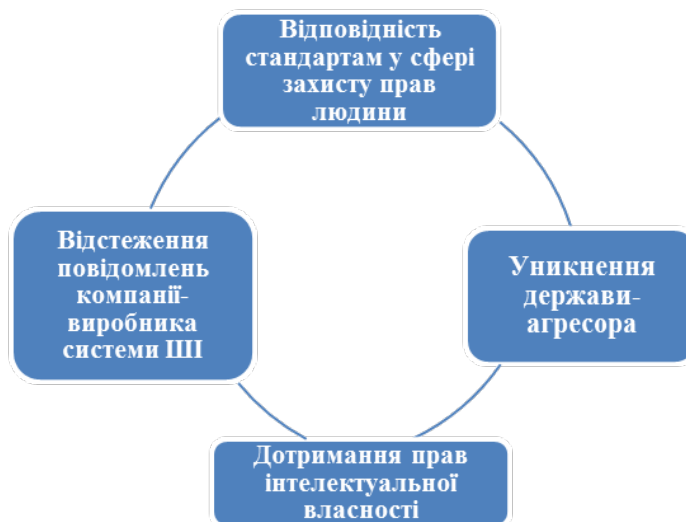 Відповідність
стандартам у сфері
захисту прав
людини
Уникнення
держави-
агресора
Дотримання прав
інтелектуальної
власності
Відстеження
повідомлень
компанії-
виробника
системи ШІ